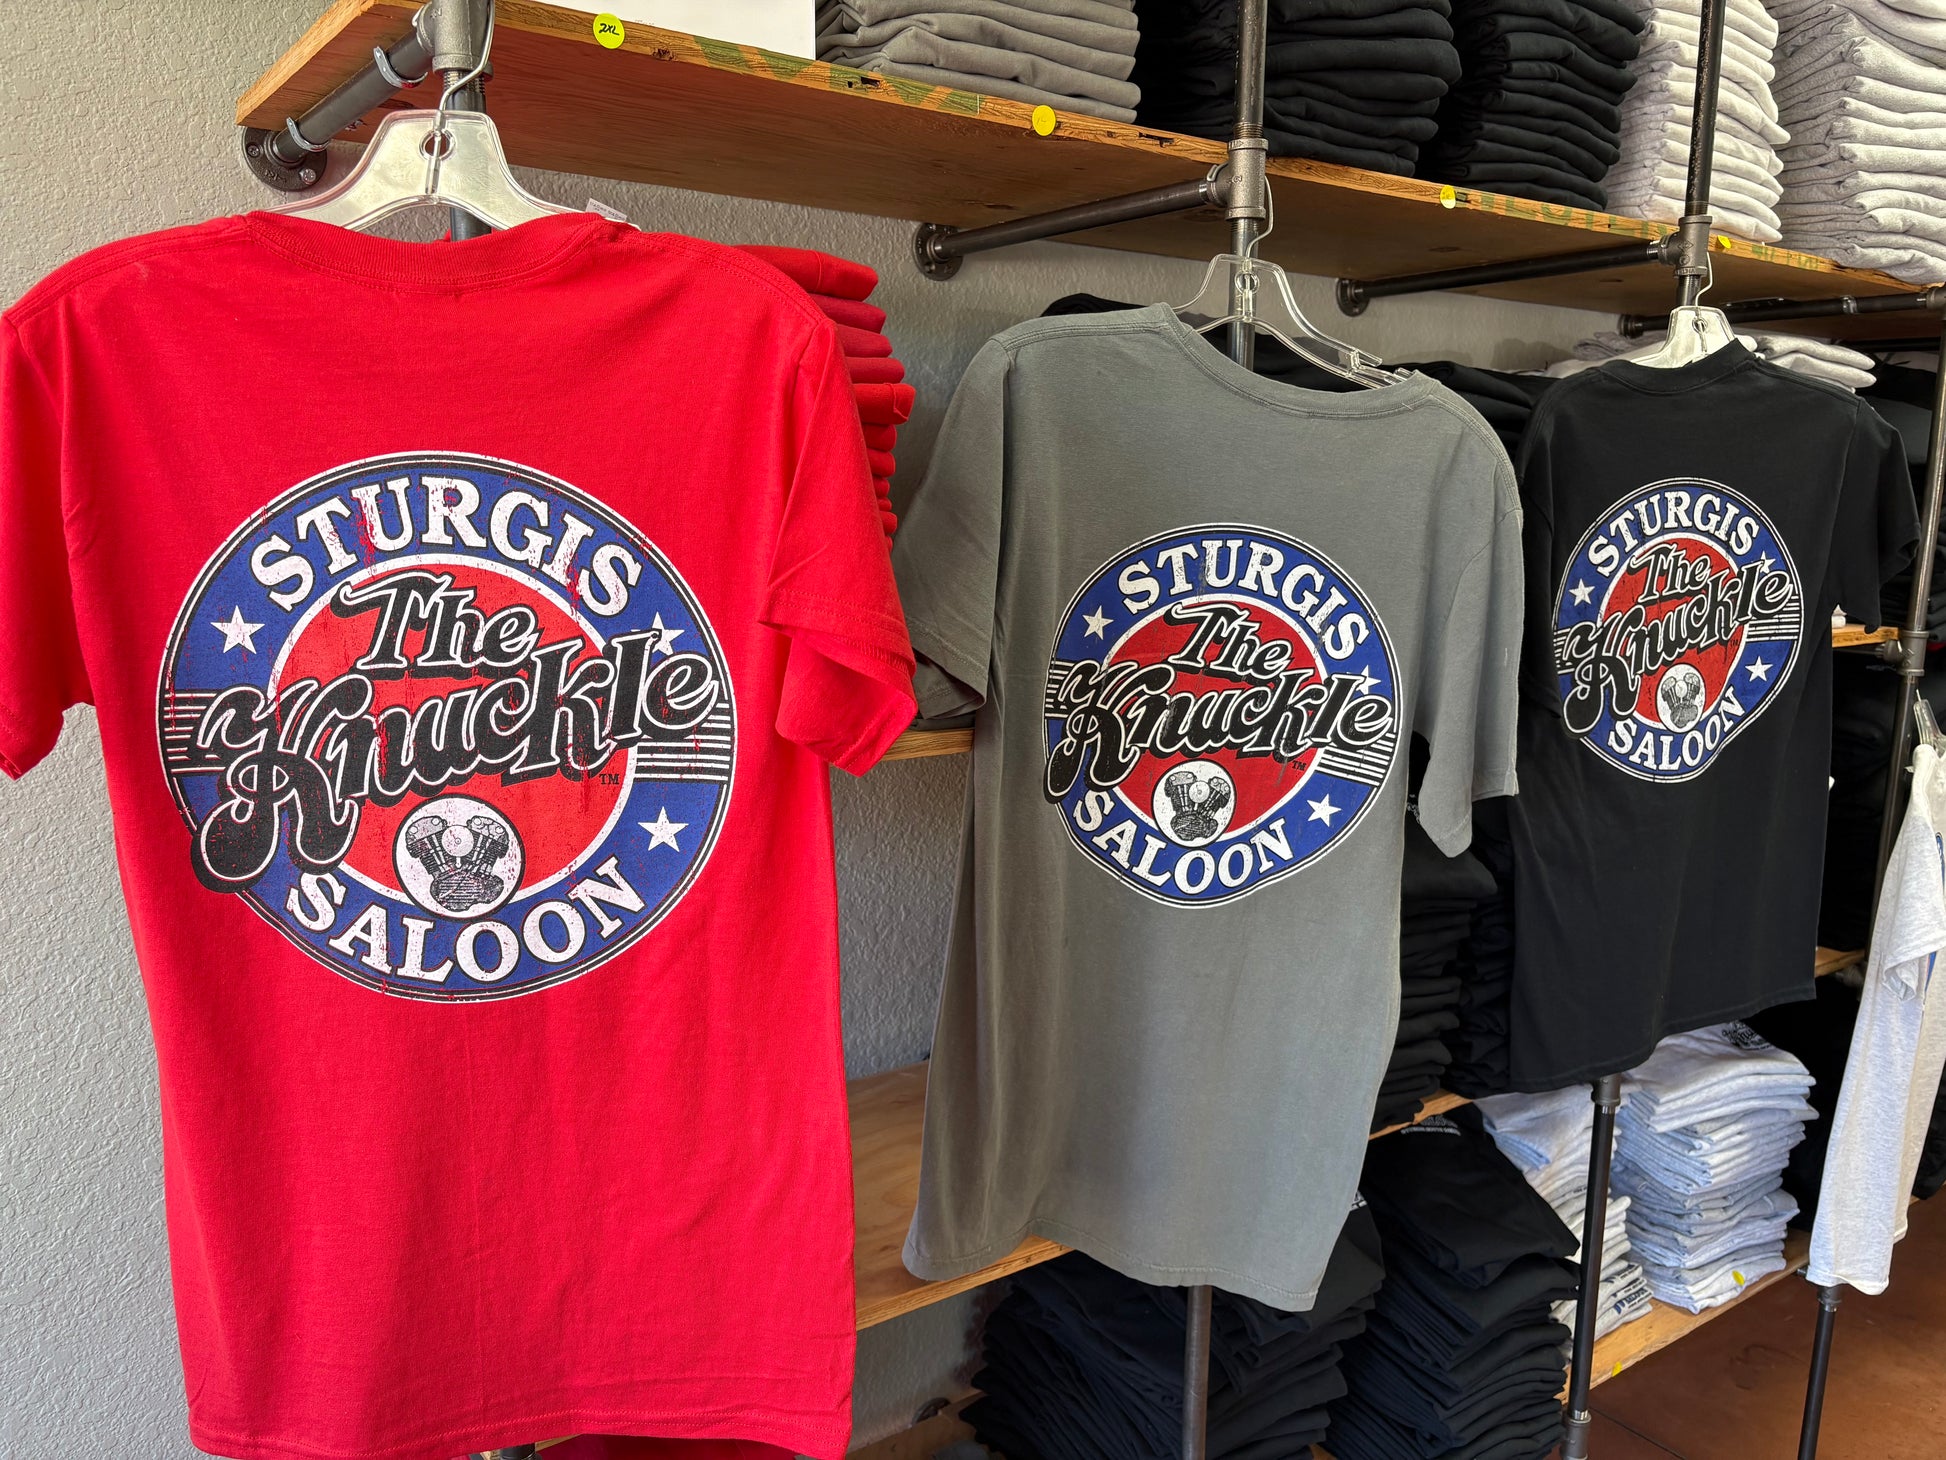 2XL
STURGIS
The
Knuckle
TM
SALOON
STURGIS
The
Knuckle
TM
SALOON
STURGIS
The
Knuckle
SALOON